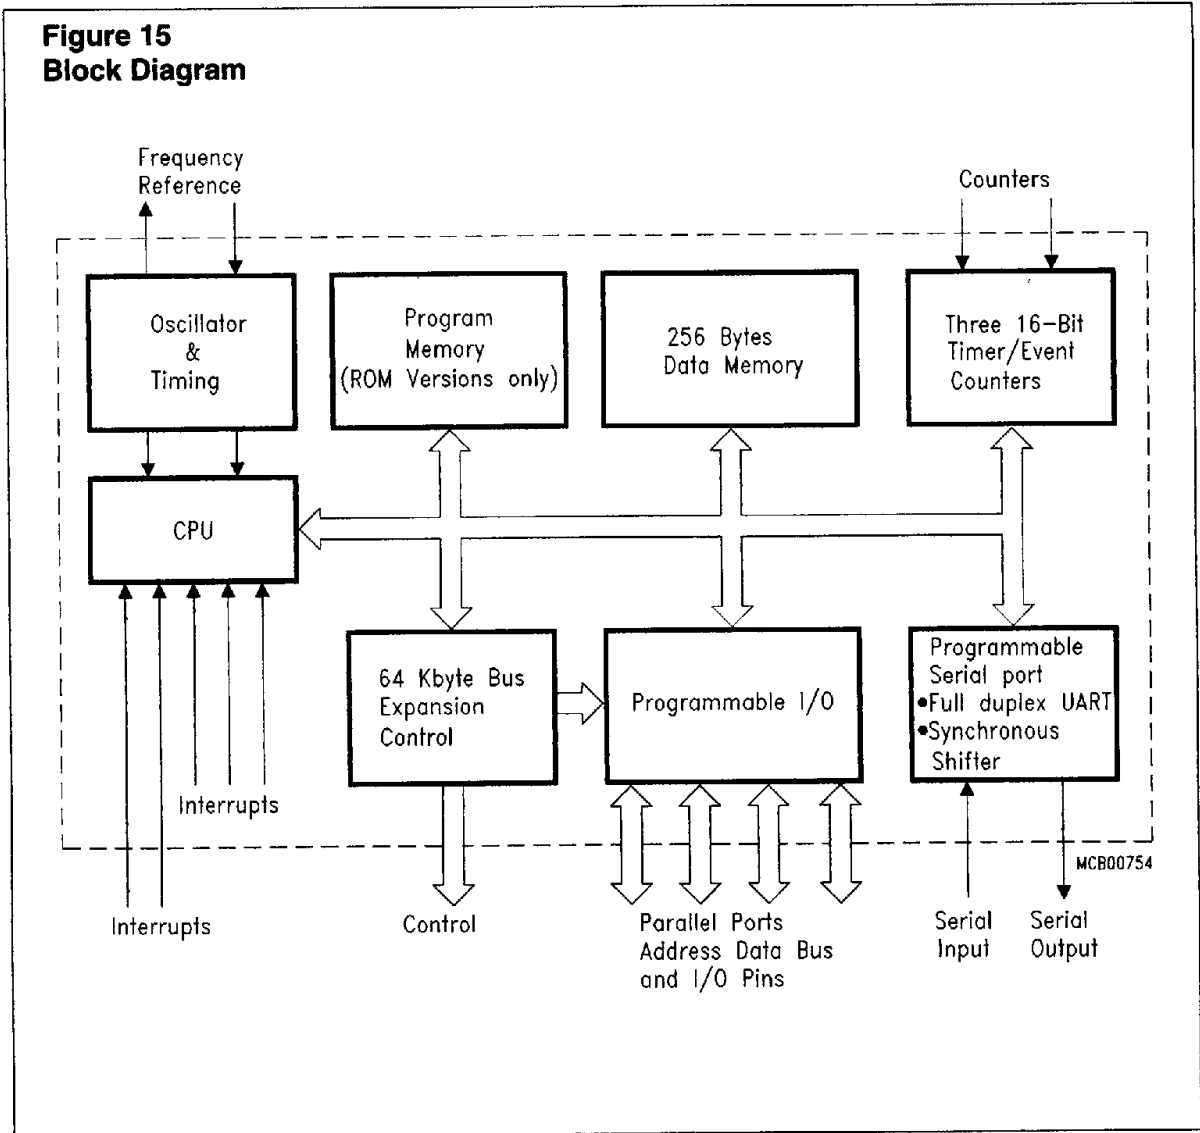 Figure 15
Block Diagram
Frequency
Reference
Counters
Oscillator
&
Timing
Program
Memory
(ROM Versions only)
256 Bytes
Data Memory
Three 16-Bit
Timer/Event
Counters
CPU
64 Kbyte Bus
Expansion
Control
Programmable I/O
Programmable
Serial port
•Full duplex UART
•Synchronous
Shifter
Interrupts
MCB00754
Interrupts
Control
Parallel Ports
Address Data Bus
and I/O Pins
Serial
Input
Serial
Output